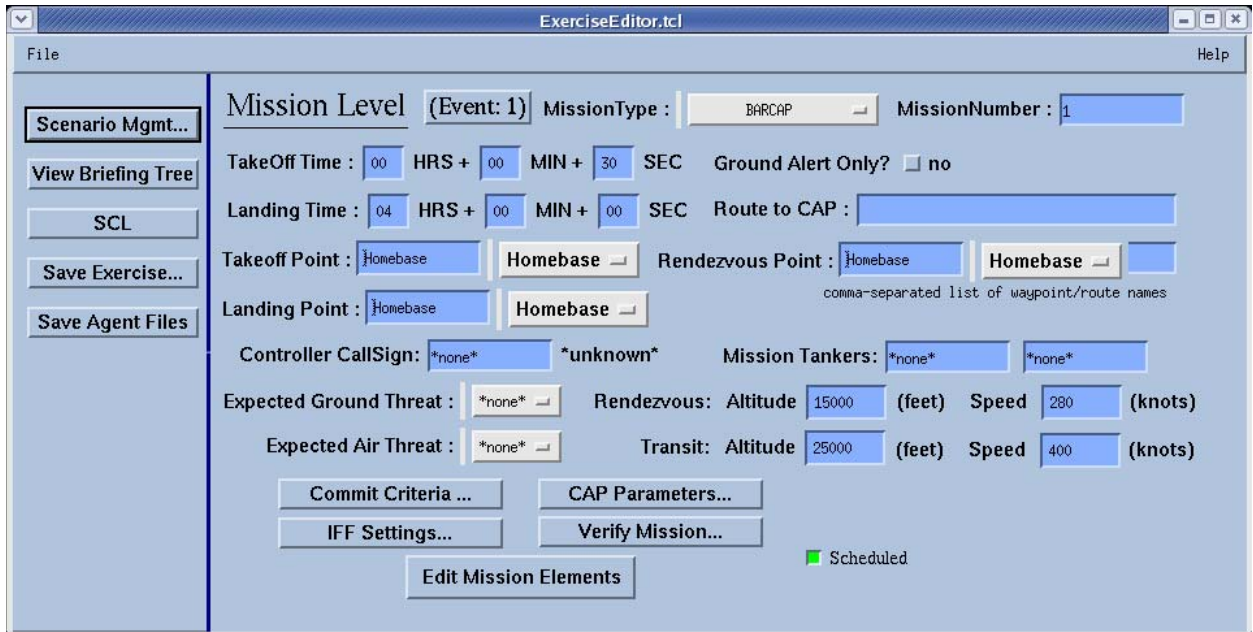 ExerciseEditor.tcl
File Help
Scenario Mgmt...
View Briefing Tree
SCL
Save Exercise...
Save Agent Files
Mission Level (Event: 1) MissionType : BARCAP MissionNumber : 1
TakeOff Time : 00 HRS + 00 MIN + 30 SEC Ground Alert Only? no
Landing Time : 04 HRS + 00 MIN + 00 SEC Route to CAP :
Takeoff Point : Homebase Homebase Rendezvous Point : Homebase Homebase
comma-separated list of waypoint/route names
Landing Point : Homebase Homebase
Controller CallSign: *none* *unknown* Mission Tankers: *none* *none*
Expected Ground Threat : *none* Rendezvous: Altitude 15000 (feet) Speed 280 (knots)
Expected Air Threat : *none* Transit: Altitude 25000 (feet) Speed 400 (knots)
Commit Criteria ... CAP Parameters...
IFF Settings... Verify Mission...
Scheduled
Edit Mission Elements